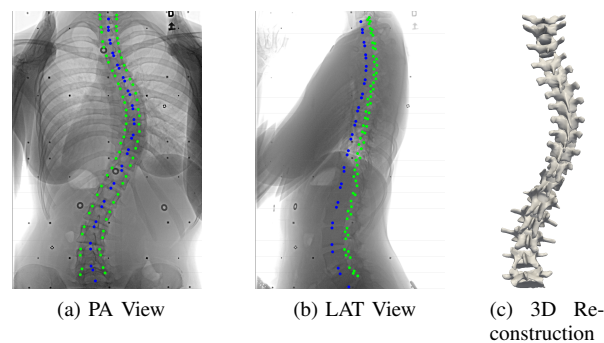 (a) PA View
(b) LAT View
(c) 3D Re-
construction